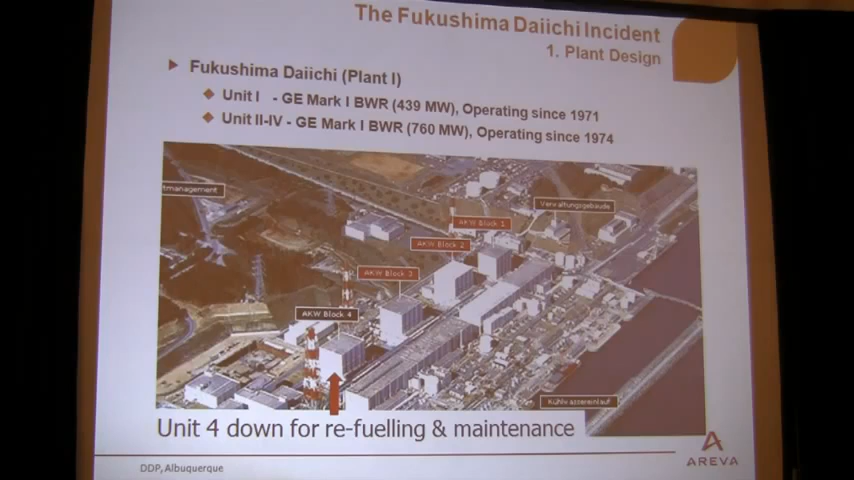 The Fukushima Daiichi Incident
1. Plant Design
Fukushima Daiichi (Plant I)
Unit I - GE Mark I BWR (439 MW), Operating since 1971
Unit II-IV - GE Mark I BWR (760 MW), Operating since 1974
tmanagement
Verwaltungsgebäude
AKW Block 1
AKW Block 2
AKW Block 3
AKW Block 4
Kühlwassereinlauf
Unit 4 down for re-fuelling & maintenance
DDP, Albuquerque
AREVA